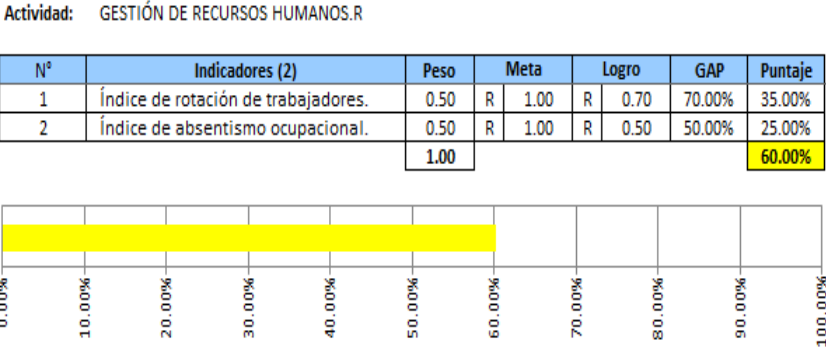 Actividad: GESTIÓN DE RECURSOS HUMANOS.R
N° Indicadores (2) Peso Meta Logro GAP Puntaje
1 Índice de rotación de trabajadores. 0.50 R 1.00 R 0.70 70.00% 35.00%
2 Índice de absentismo ocupacional. 0.50 R 1.00 R 0.50 50.00% 25.00%
1.00 60.00%
0.00% 10.00% 20.00% 30.00% 40.00% 50.00% 60.00% 70.00% 80.00% 90.00% 100.00%